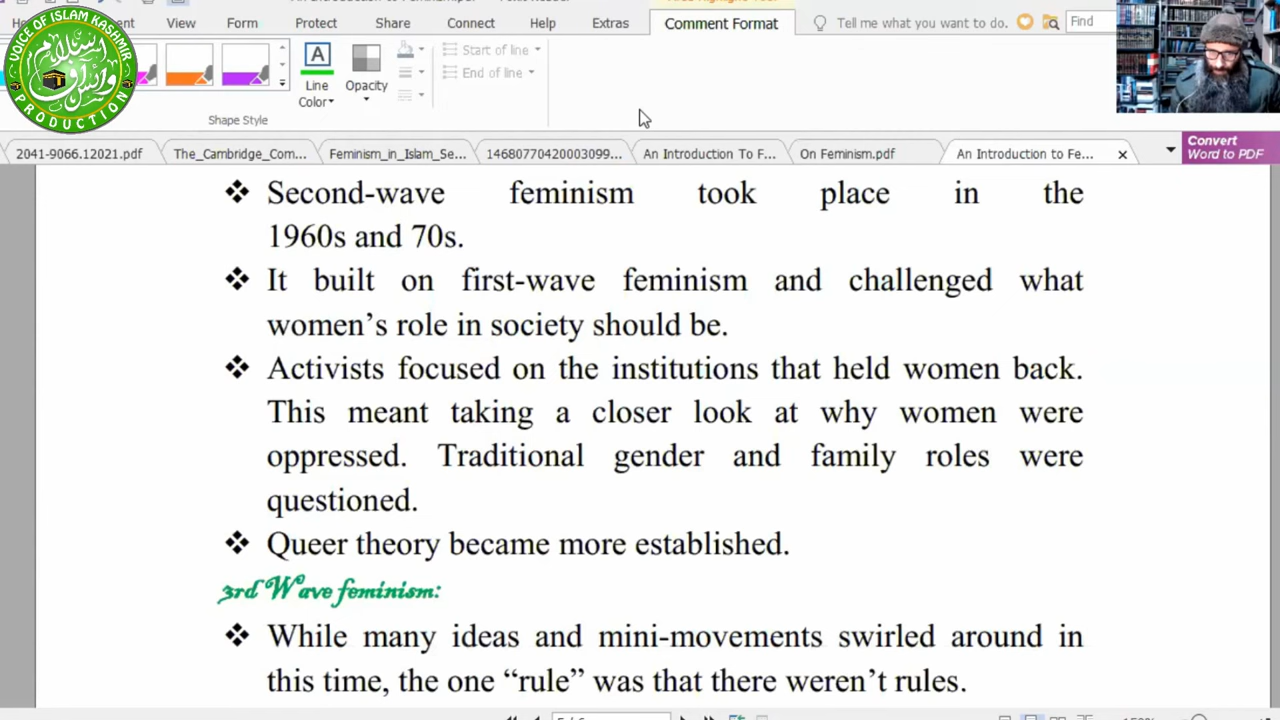 View Form Protect Share Connect Help Extras Comment Format Tell me what you want to do. Find
VOICE OF ISLAM KASHMIR
PRODUCTION
Line
Color
Opacity
Start of line
End of line
Shape Style
2041-9066.12021.pdf The_Cambridge_Com... Feminism_in_Islam_Se... 14680770420003099... An Introduction To F... On Feminism.pdf An Introduction to Fe...
Convert
Word to PDF
❖ Second-wave feminism took place in the
1960s and 70s.
❖ It built on first-wave feminism and challenged what
women's role in society should be.
❖ Activists focused on the institutions that held women back.
This meant taking a closer look at why women were
oppressed. Traditional gender and family roles were
questioned.
❖ Queer theory became more established.
3rd Wave feminism:
❖ While many ideas and mini-movements swirled around in
this time, the one “rule” was that there weren't rules.